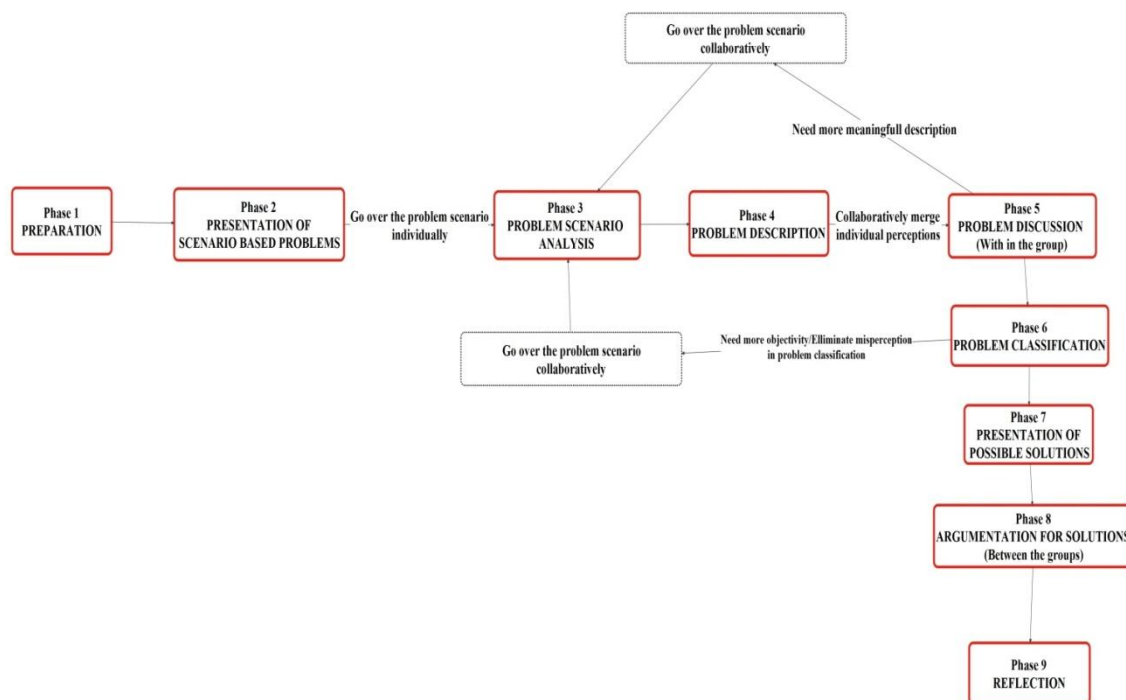 Go over the problem scenario
collaboratively
Need more meaningfull description
Phase 1
PREPARATION
Phase 2
PRESENTATION OF
SCENARIO BASED PROBLEMS
Go over the problem scenario
individually
Phase 3
PROBLEM SCENARIO
ANALYSIS
Phase 4
PROBLEM DESCRIPTION
Collaboratively merge
individual perceptions
Phase 5
PROBLEM DISCUSSION
(With in the group)
Go over the problem scenario
collaboratively
Need more objectivity/Elliminate misperception
in problem classification
Phase 6
PROBLEM CLASSIFICATION
Phase 7
PRESENTATION OF
POSSIBLE SOLUTIONS
Phase 8
ARGUMENTATION FOR SOLUTIONS
(Between the groups)
Phase 9
REFLECTION